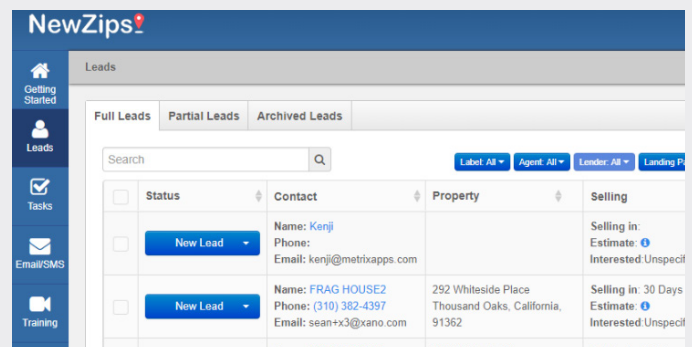 NewZips
Leads
Getting
Started
Full Leads Partial Leads Archived Leads
Leads
Search
Label: All Agent: All Lender: All Landing Pa
Tasks
Status Contact Property Selling
New Lead
Name: Kenji
Phone:
Email: kenji@metrixapps.com
Selling in:
Estimate:
Interested:Unspecif
Email/SMS
New Lead
Name: FRAG HOUSE2
Phone: (310) 382-4397
Email: sean+x3@xano.com
292 Whiteside Place
Thousand Oaks, California,
91362
Selling in: 30 Days
Estimate:
Interested:Unspecif
Training